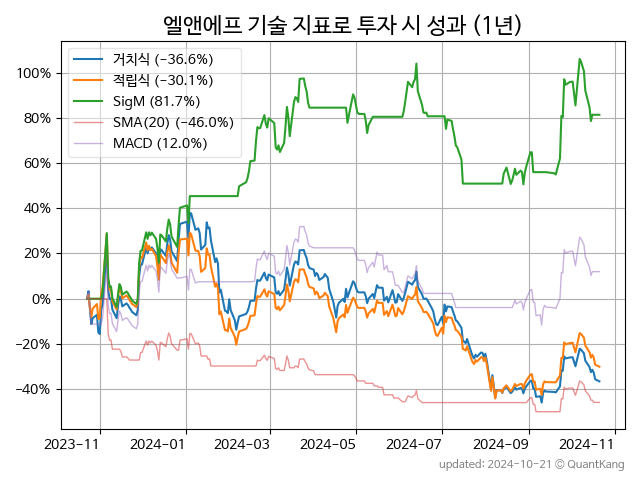 엘앤에프 기술 지표로 투자 시 성과 (1년)
거치식 (−36.6%)
적립식 (−30.1%)
SigM (81.7%)
SMA(20) (−46.0%)
MACD (12.0%)
100%
80%
60%
40%
20%
0%
−20%
−40%
2023-11 2024-01 2024-03 2024-05 2024-07 2024-09 2024-11
updated: 2024-10-21 © QuantKang